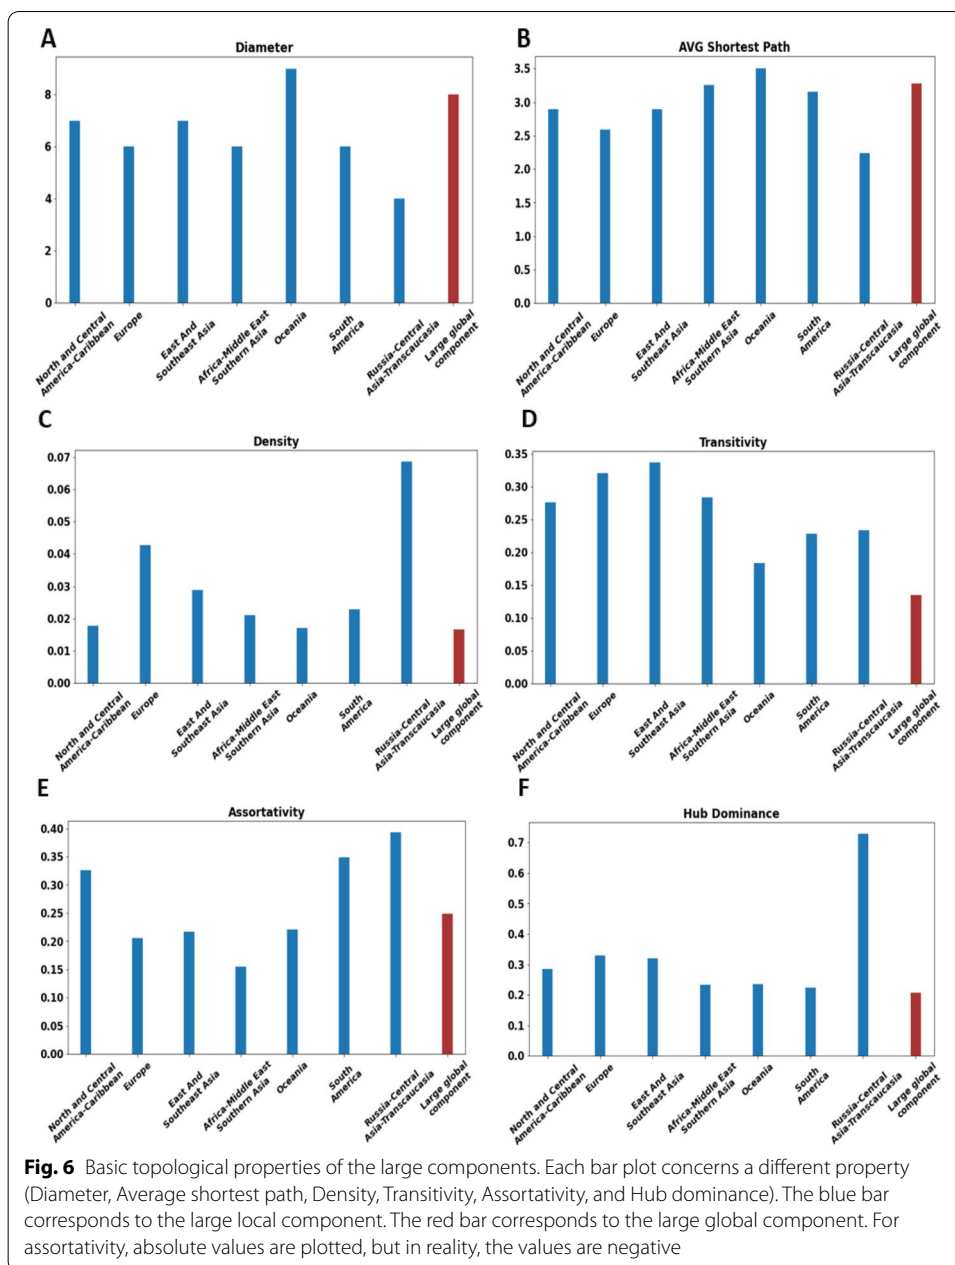 A
Diameter
8
6
4
2
0
North and Central
America-Caribbean
Europe
East And
Southeast Asia
Africa-Middle East
Southern Asia
Oceania
South
America
Russia-Central
Asia-Transcaucasia
Large global
component
B
AVG Shortest Path
3.5
3.0
2.5
2.0
1.5
1.0
0.5
0.0
North and Central
America-Caribbean
Europe
East And
Southeast Asia
Africa-Middle East
Southern Asia
Oceania
South
America
Russia-Central
Asia-Transcaucasia
Large global
component
C
Density
0.07
0.06
0.05
0.04
0.03
0.02
0.01
0.00
North and Central
America-Caribbean
Europe
East And
Southeast Asia
Africa-Middle East
Southern Asia
Oceania
South
America
Russia-Central
Asia-Transcaucasia
Large global
component
D
Transitivity
0.35
0.30
0.25
0.20
0.15
0.10
0.05
0.00
North and Central
America-Caribbean
Europe
East And
Southeast Asia
Africa-Middle East
Southern Asia
Oceania
South
America
Russia-Central
Asia-Transcaucasia
Large global
component
E
Assortativity
0.40
0.35
0.30
0.25
0.20
0.15
0.10
0.05
0.00
North and Central
America-Caribbean
Europe
East And
Southeast Asia
Africa-Middle East
Southern Asia
Oceania
South
America
Russia-Central
Asia-Transcaucasia
Large global
component
F
Hub Dominance
0.7
0.6
0.5
0.4
0.3
0.2
0.1
0.0
North and Central
America-Caribbean
Europe
East And
Southeast Asia
Africa-Middle East
Southern Asia
Oceania
South
America
Russia-Central
Asia-Transcaucasia
Large global
component
Fig. 6 Basic topological properties of the large components. Each bar plot concerns a different property
(Diameter, Average shortest path, Density, Transitivity, Assortativity, and Hub dominance). The blue bar
corresponds to the large local component. The red bar corresponds to the large global component. For
assortativity, absolute values are plotted, but in reality, the values are negative